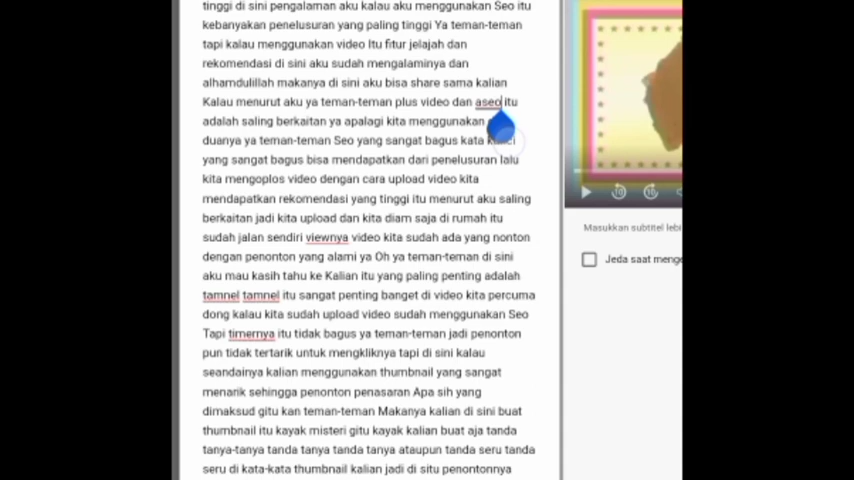 tinggi di sini pengalaman aku kalau aku menggunakan Seo itu
kebanyakan penelusuran yang paling tinggi Ya teman-teman
tapi kalau menggunakan video Itu fitur jelajah dan
rekomendasi di sini aku sudah mengalaminya dan
alhamdulillah makanya di sini aku bisa share sama kalian
Kalau menurut aku ya teman-teman plus video dan aseo itu
adalah saling berkaitan ya apalagi kita menggunakan
duanya ya teman-teman Seo yang sangat bagus kata
yang sangat bagus bisa mendapatkan dari penelusuran lalu
kita mengoplos video dengan cara upload video kita
mendapatkan rekomendasi yang tinggi itu menurut aku saling
berkaitan jadi kita upload dan kita diam saja di rumah itu
sudah jalan sendiri viewnya video kita sudah ada yang nonton
dengan penonton yang alami ya Oh ya teman-teman di sini
aku mau kasih tahu ke Kalian itu yang paling penting adalah
tamnel tamnel itu sangat penting banget di video kita percuma
dong kalau kita sudah upload video sudah menggunakan Seo
Tapi timernya itu tidak bagus ya teman-teman jadi penonton
pun tidak tertarik untuk mengkliknya tapi di sini kalau
seandainya kalian menggunakan thumbnail yang sangat
menarik sehingga penonton penasaran Apa sih yang
dimaksud gitu kan teman-teman Makanya kalian di sini buat
thumbnail itu kayak misteri gitu kayak kalian buat aja tanda
tanya-tanya tanda tanya tanda tanya ataupun tanda seru tanda
seru di kata-kata thumbnail kalian jadi di situ penontonnya
Masukkan subtitel lebi
Jeda saat menge